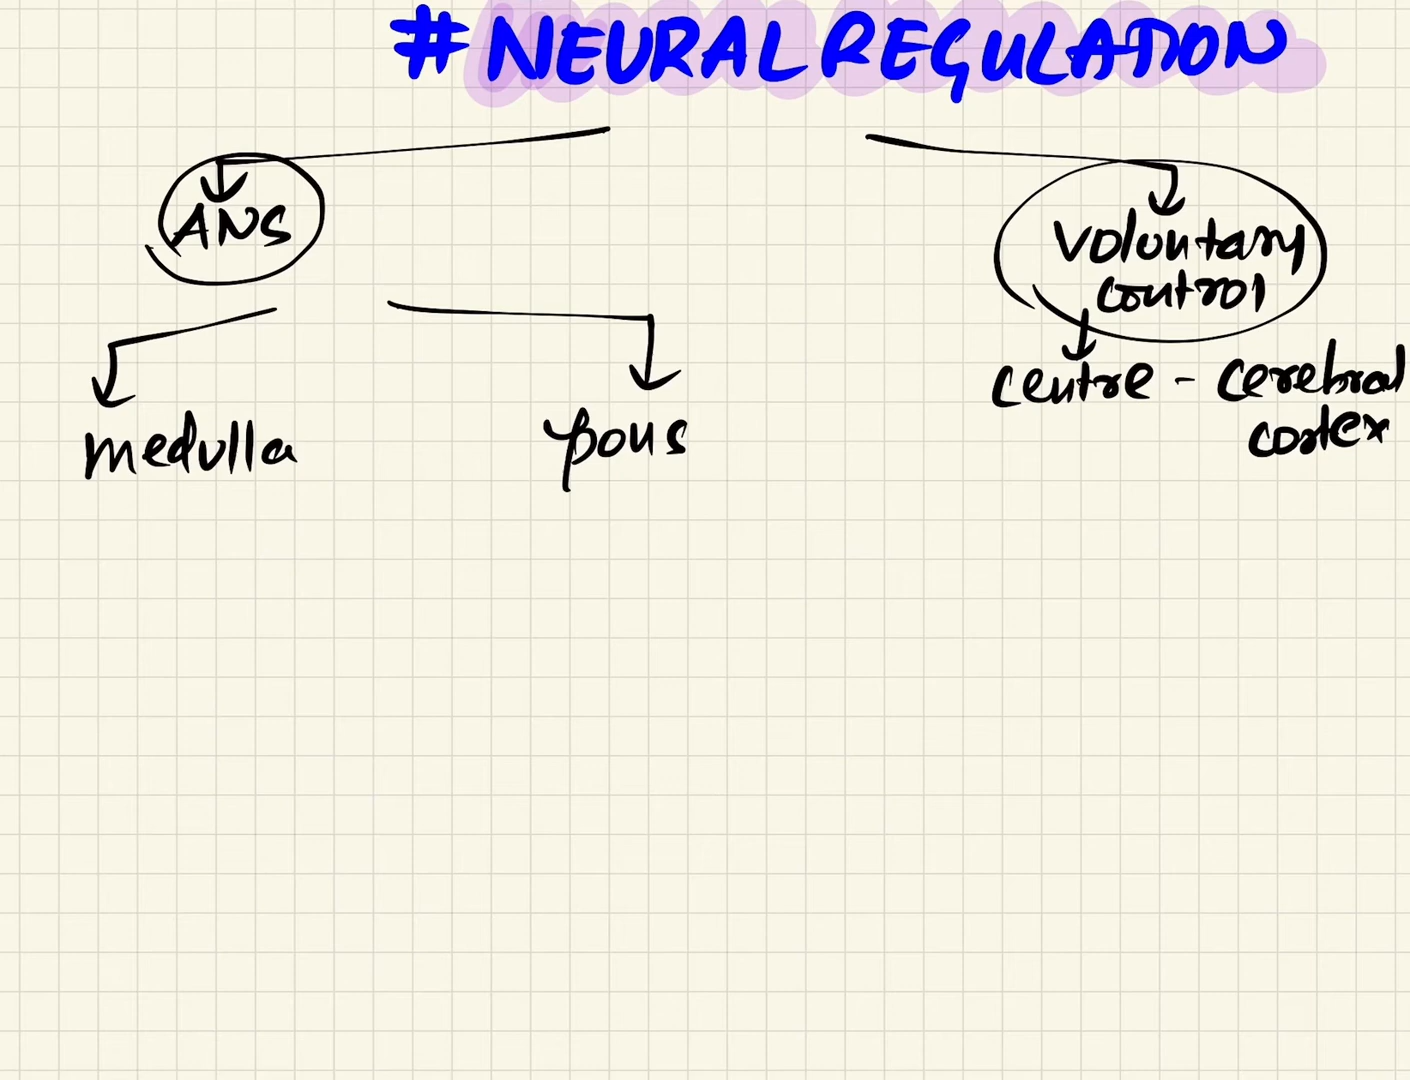 # NEURAL REGULATION
ANS
voluntary
control
centre - cerebral
cortex
medulla
pons